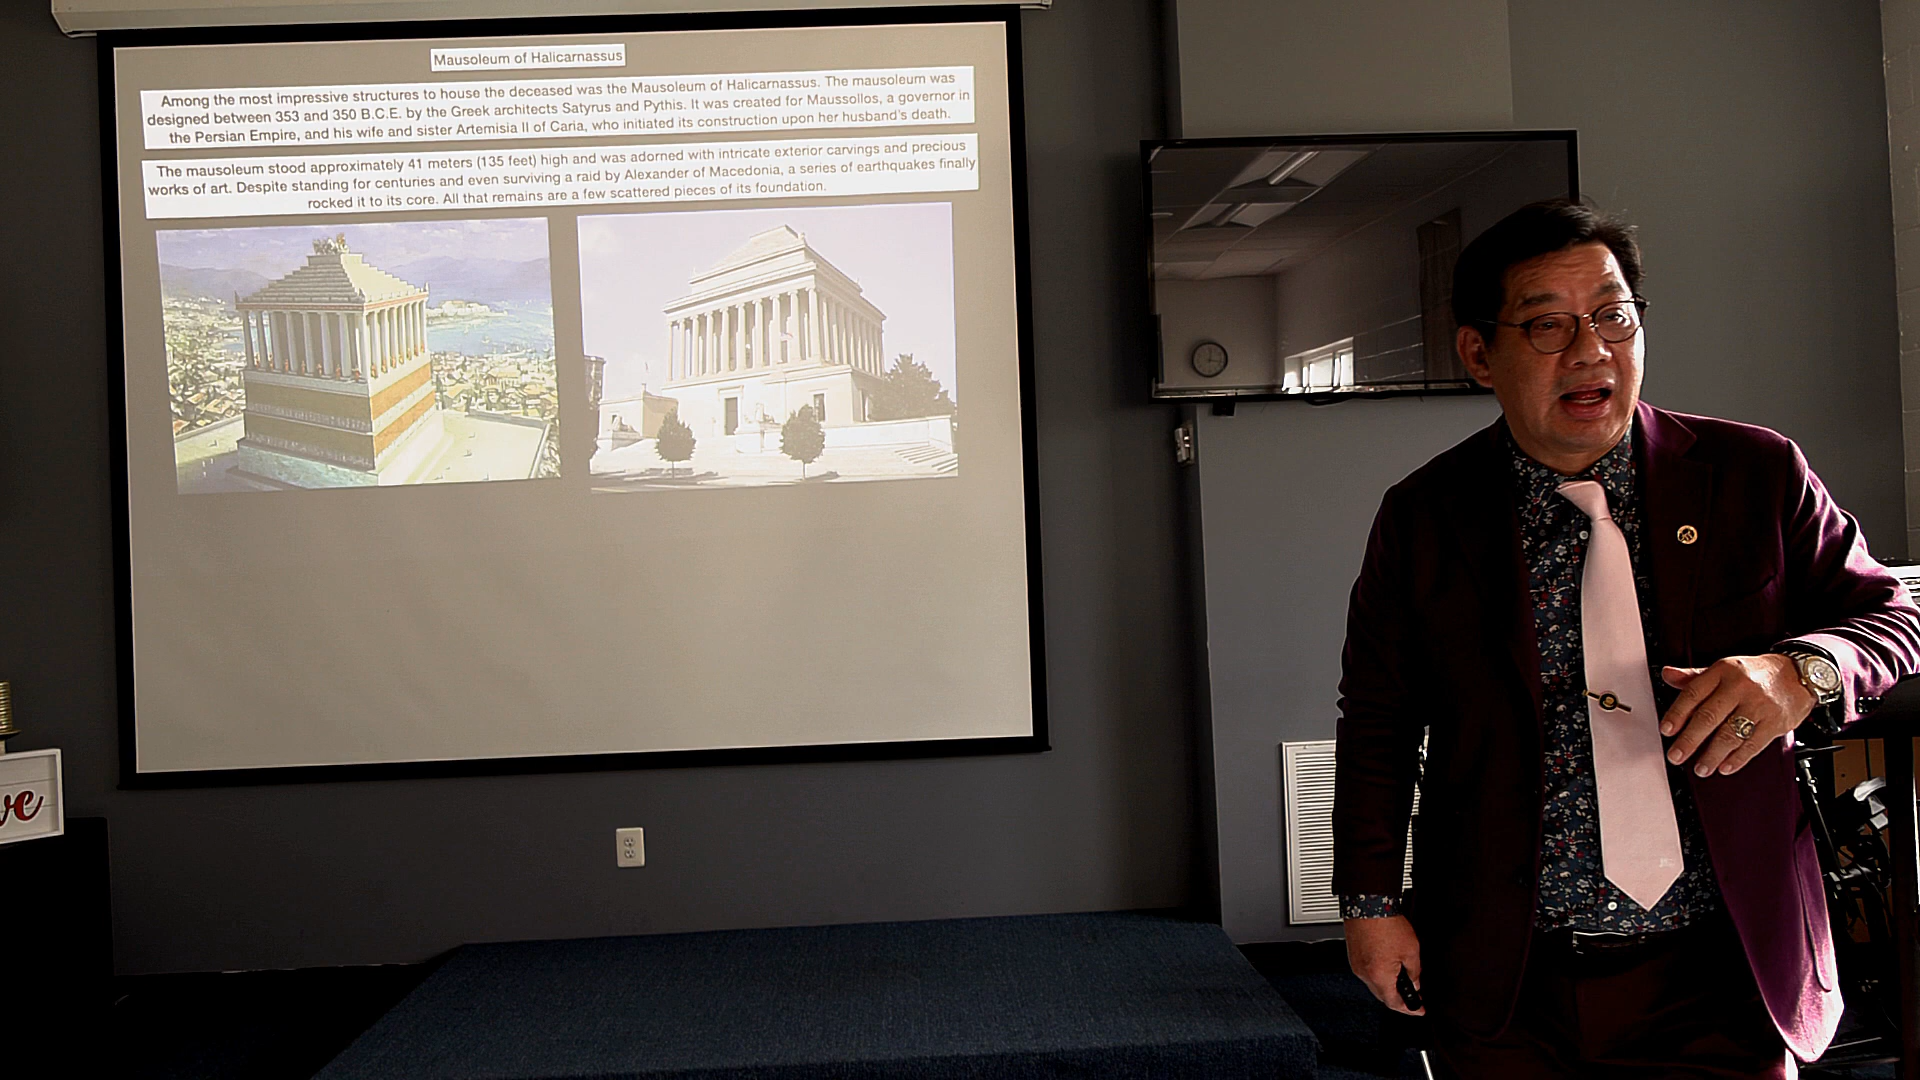 Mausoleum of Halicarnassus
Among the most impressive structures to house the deceased was the Mausoleum of Halicarnassus. The mausoleum was
designed between 353 and 350 B.C.E. by the Greek architects Satyrus and Pythis. It was created for Maussollos, a governor in
the Persian Empire, and his wife and sister Artemisia II of Caria, who initiated its construction upon her husband's death.
The mausoleum stood approximately 41 meters (135 feet) high and was adorned with intricate exterior carvings and precious
works of art. Despite standing for centuries and even surviving a raid by Alexander of Macedonia, a series of earthquakes finally
rocked it to its core. All that remains are a few scattered pieces of its foundation.
ve